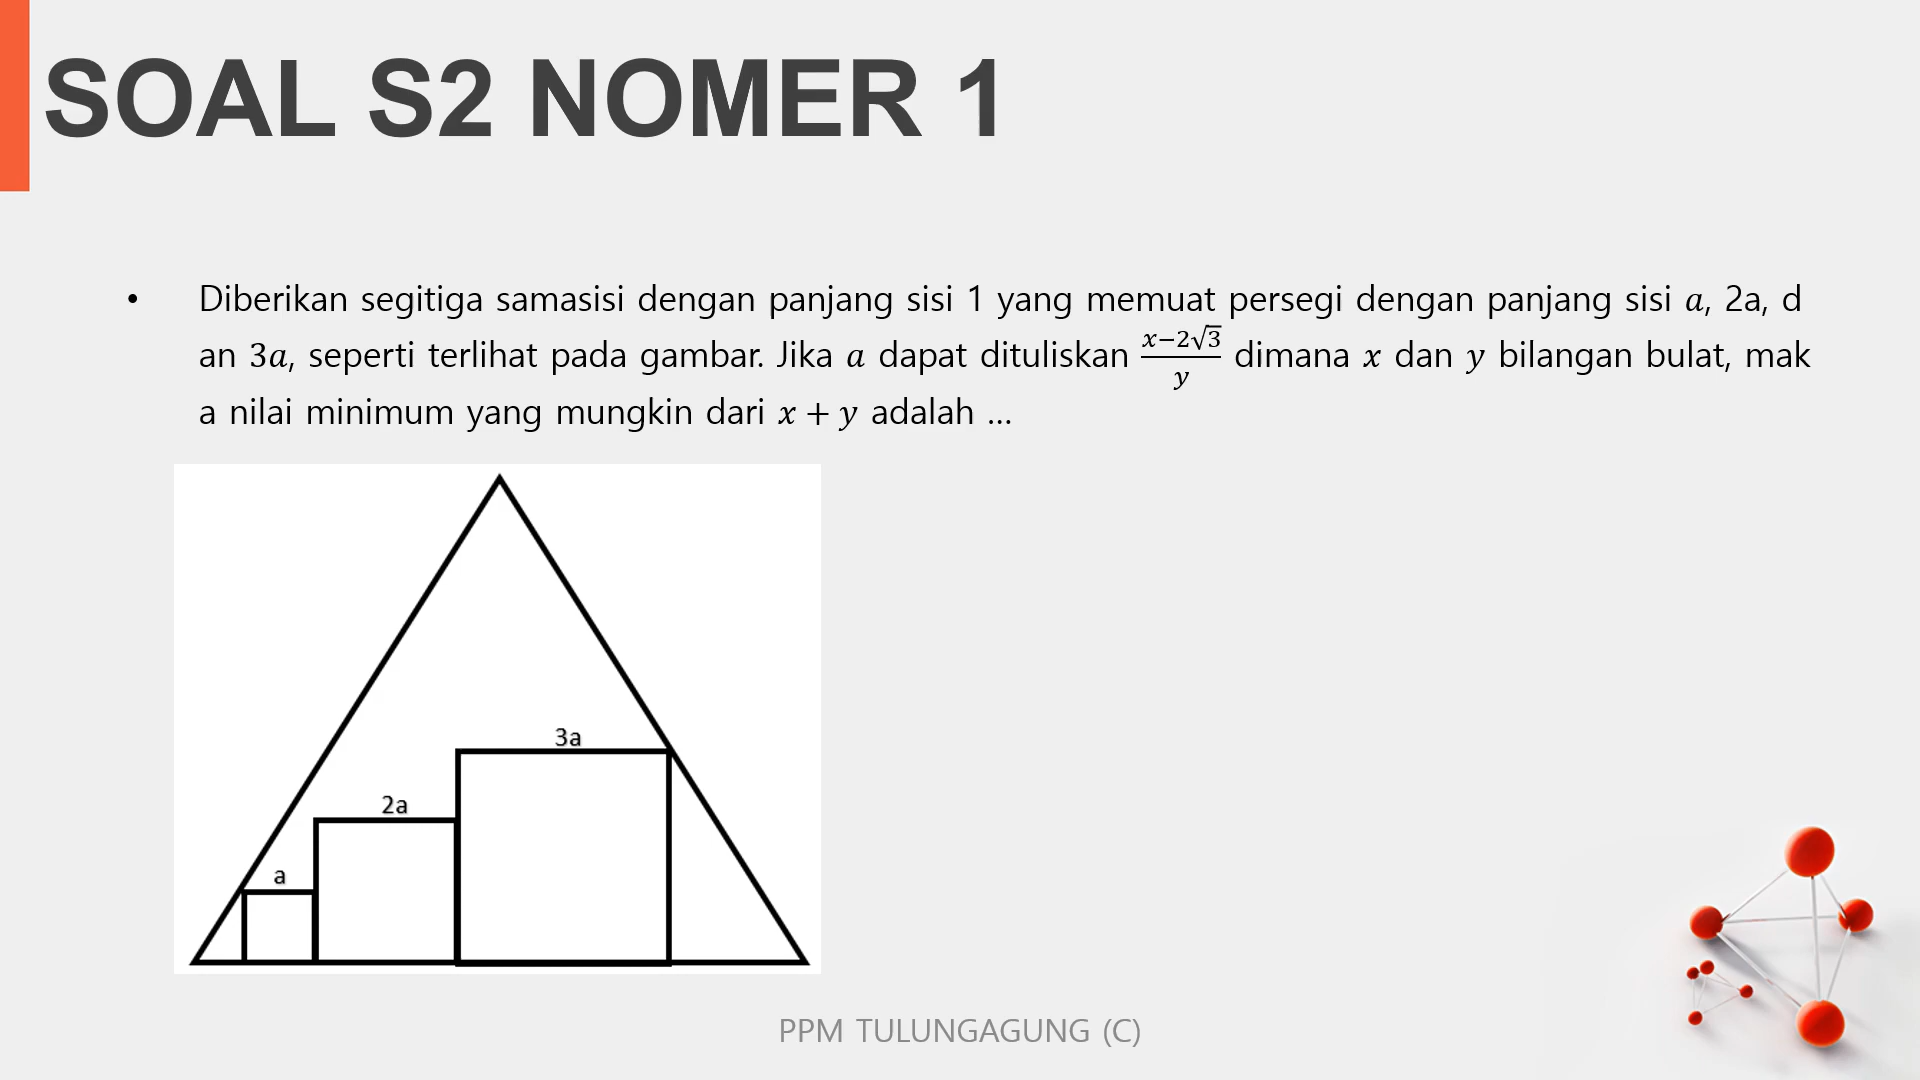 SOAL S2 NOMER 1
• Diberikan segitiga samasisi dengan panjang sisi 1 yang memuat persegi dengan panjang sisi 𝑎, 2a, d
an 3𝑎, seperti terlihat pada gambar. Jika 𝑎 dapat dituliskan \frac{x-2\sqrt{3}}{y} dimana 𝑥 dan 𝑦 bilangan bulat, mak
a nilai minimum yang mungkin dari 𝑥 + 𝑦 adalah ...
3a
2a
a
PPM TULUNGAGUNG (C)